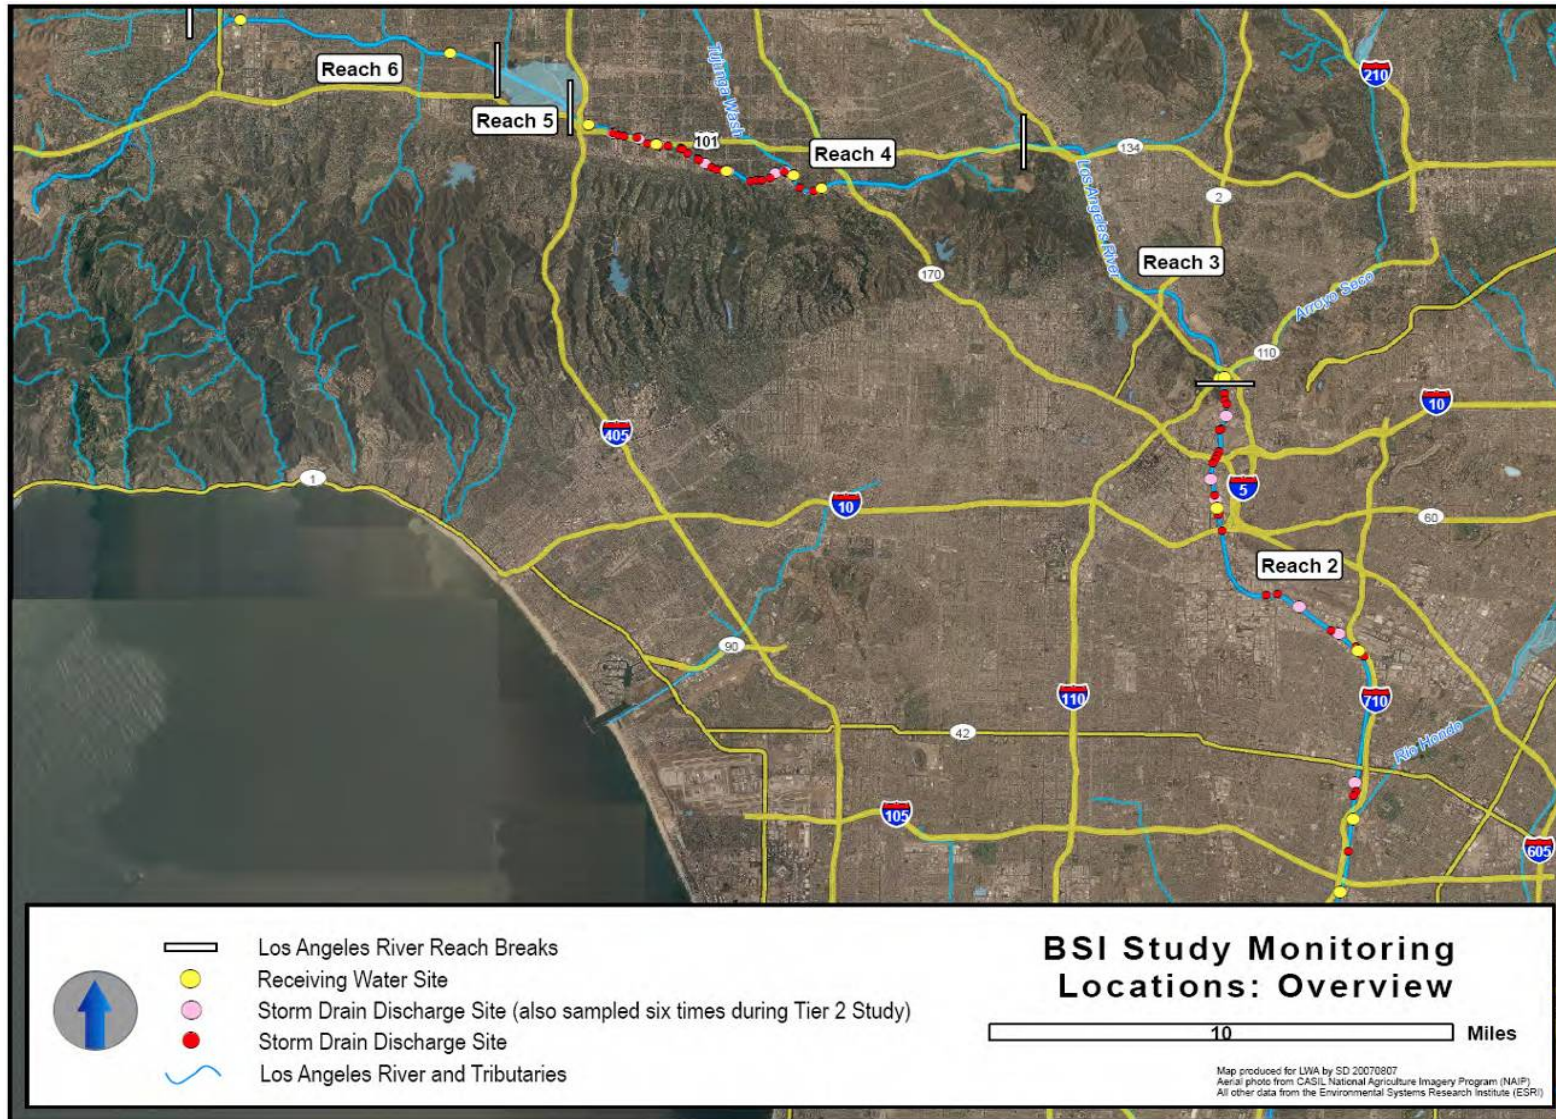 Reach 6
Reach 5
Tujunga Wash
101
Reach 4
134
210
2
Los Angeles River
Reach 3
170
Arroyo Seco
110
10
405
1
5
10
60
Reach 2
90
110
710
42
Rio Hondo
105
605
Los Angeles River Reach Breaks
Receiving Water Site
Storm Drain Discharge Site (also sampled six times during Tier 2 Study)
Storm Drain Discharge Site
Los Angeles River and Tributaries
BSI Study Monitoring
Locations: Overview
10 Miles
Map produced for LWA by SD 20070807
Aerial photo from CASIL National Agriculture Imagery Program (NAIP)
All other data from the Environmental Systems Research Institute (ESRI)